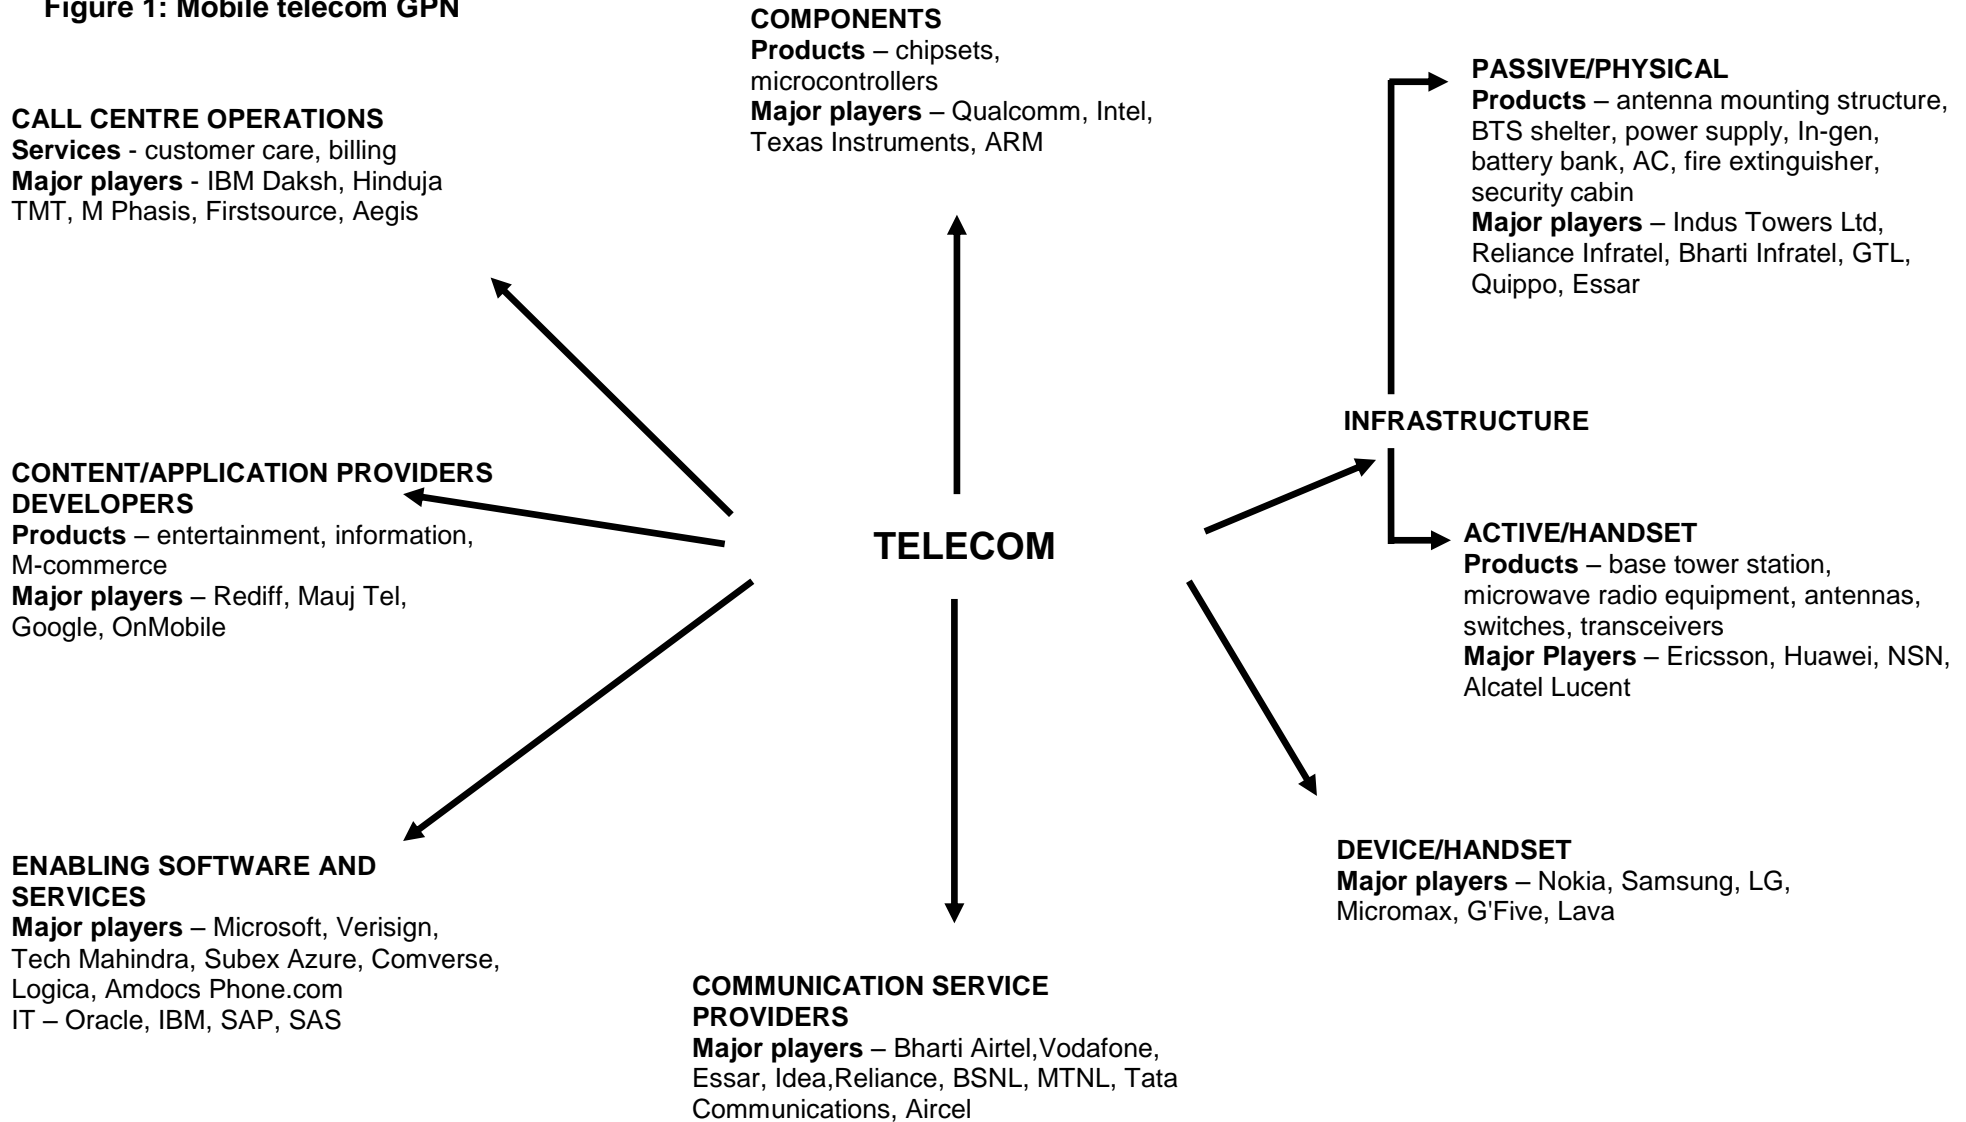 Figure 1: Mobile telecom GPN
COMPONENTS
Products – chipsets,
microcontrollers
Major players – Qualcomm, Intel,
Texas Instruments, ARM
PASSIVE/PHYSICAL
Products – antenna mounting structure,
BTS shelter, power supply, In-gen,
battery bank, AC, fire extinguisher,
security cabin
Major players – Indus Towers Ltd,
Reliance Infratel, Bharti Infratel, GTL,
Quippo, Essar
CALL CENTRE OPERATIONS
Services - customer care, billing
Major players - IBM Daksh, Hinduja
TMT, M Phasis, Firstsource, Aegis
INFRASTRUCTURE
CONTENT/APPLICATION PROVIDERS
DEVELOPERS
Products – entertainment, information,
M-commerce
Major players – Rediff, Mauj Tel,
Google, OnMobile
TELECOM
ACTIVE/HANDSET
Products – base tower station,
microwave radio equipment, antennas,
switches, transceivers
Major Players – Ericsson, Huawei, NSN,
Alcatel Lucent
DEVICE/HANDSET
Major players – Nokia, Samsung, LG,
Micromax, G'Five, Lava
ENABLING SOFTWARE AND
SERVICES
Major players – Microsoft, Verisign,
Tech Mahindra, Subex Azure, Comverse,
Logica, Amdocs Phone.com
IT – Oracle, IBM, SAP, SAS
COMMUNICATION SERVICE
PROVIDERS
Major players – Bharti Airtel,Vodafone,
Essar, Idea,Reliance, BSNL, MTNL, Tata
Communications, Aircel